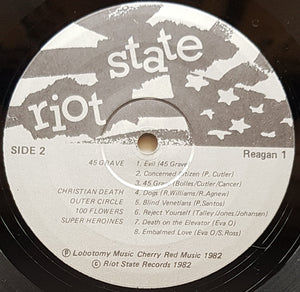 riot state
SIDE 2
Reagan 1
45 GRAVE 1. Evil (45 Grave
2. Concerned Citizen (P. Cutler)
3. 45 Grave (Bolles/Cutler/Cancer)
CHRISTIAN DEATH 4. Dogs (R.Williams/R.Agnew)
OUTER CIRCLE 5. Blind Venetians (P.Santos)
100 FLOWERS 6. Reject Yourself (Talley/Jones/Johansen)
SUPER HEROINES 7. Death on the Elevator (Eva O)
8. Embalmed Love (Eva O/S.Ross)
Ⓟ Lobotomy Music Cherry Red Music 1982
© Riot State Records 1982